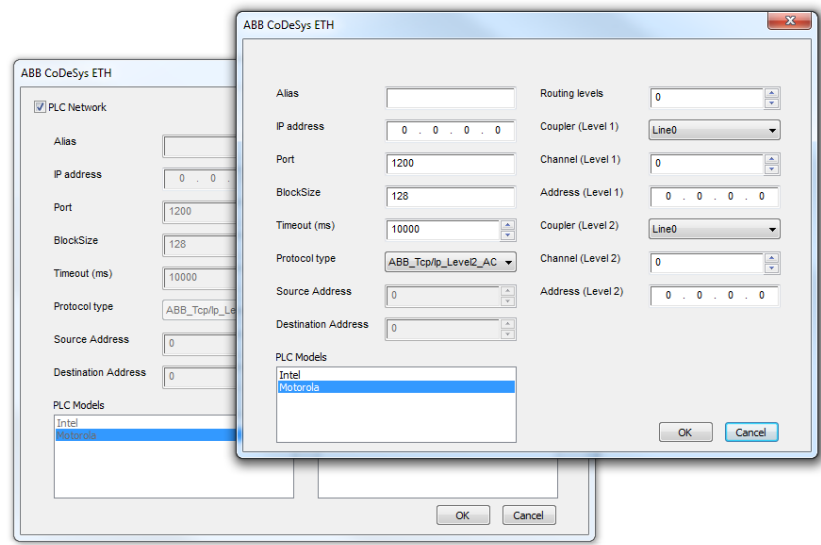 ABB CoDeSys ETH
Alias
IP address 0 . 0 . 0 . 0
Port 1200
BlockSize 128
Timeout (ms) 10000
Protocol type ABB_Tcp/Ip_Level2_AC
Source Address 0
Destination Address 0
PLC Models
Intel
Motorola
Routing levels 0
Coupler (Level 1) Line0
Channel (Level 1) 0
Address (Level 1) 0 . 0 . 0 . 0
Coupler (Level 2) Line0
Channel (Level 2) 0
Address (Level 2) 0 . 0 . 0 . 0
OK Cancel
ABB CoDeSys ETH
PLC Network
Alias
IP address 0 . 0 .
Port 1200
BlockSize 128
Timeout (ms) 10000
Protocol type ABB_Tcp/Ip_Le
Source Address 0
Destination Address 0
PLC Models
Intel
Motorola
OK Cancel